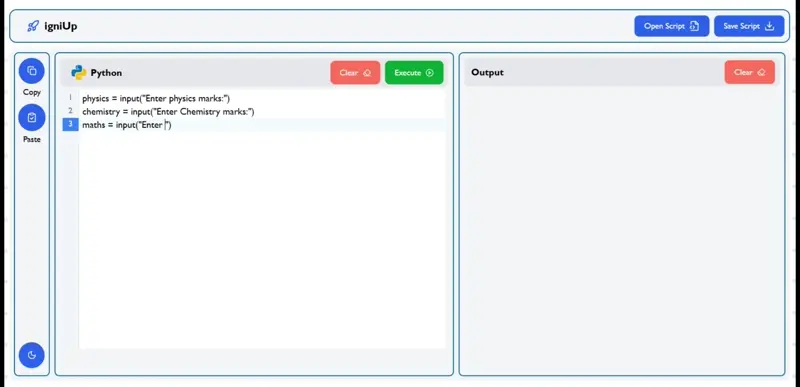 igniUp
Open Script
Save Script
Copy
Paste
Python
Clear
Execute
1 physics = input("Enter physics marks:")
2 chemistry = input("Enter Chemistry marks:")
3 maths = input("Enter ")
Output
Clear